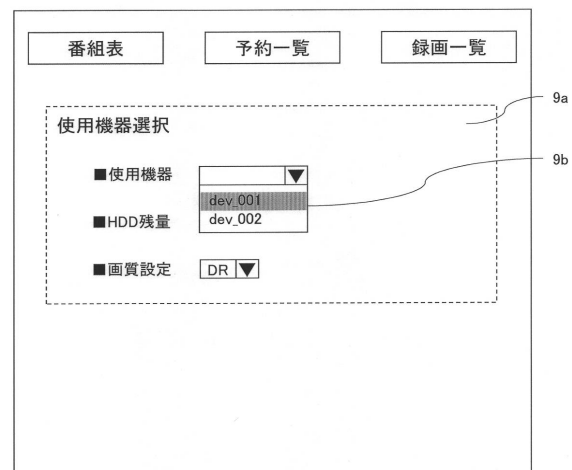 番組表
予約一覧
録画一覧
9a
使用機器選択
9b
■使用機器
▼
dev_001
dev_002
■HDD残量
■画質設定
DR ▼